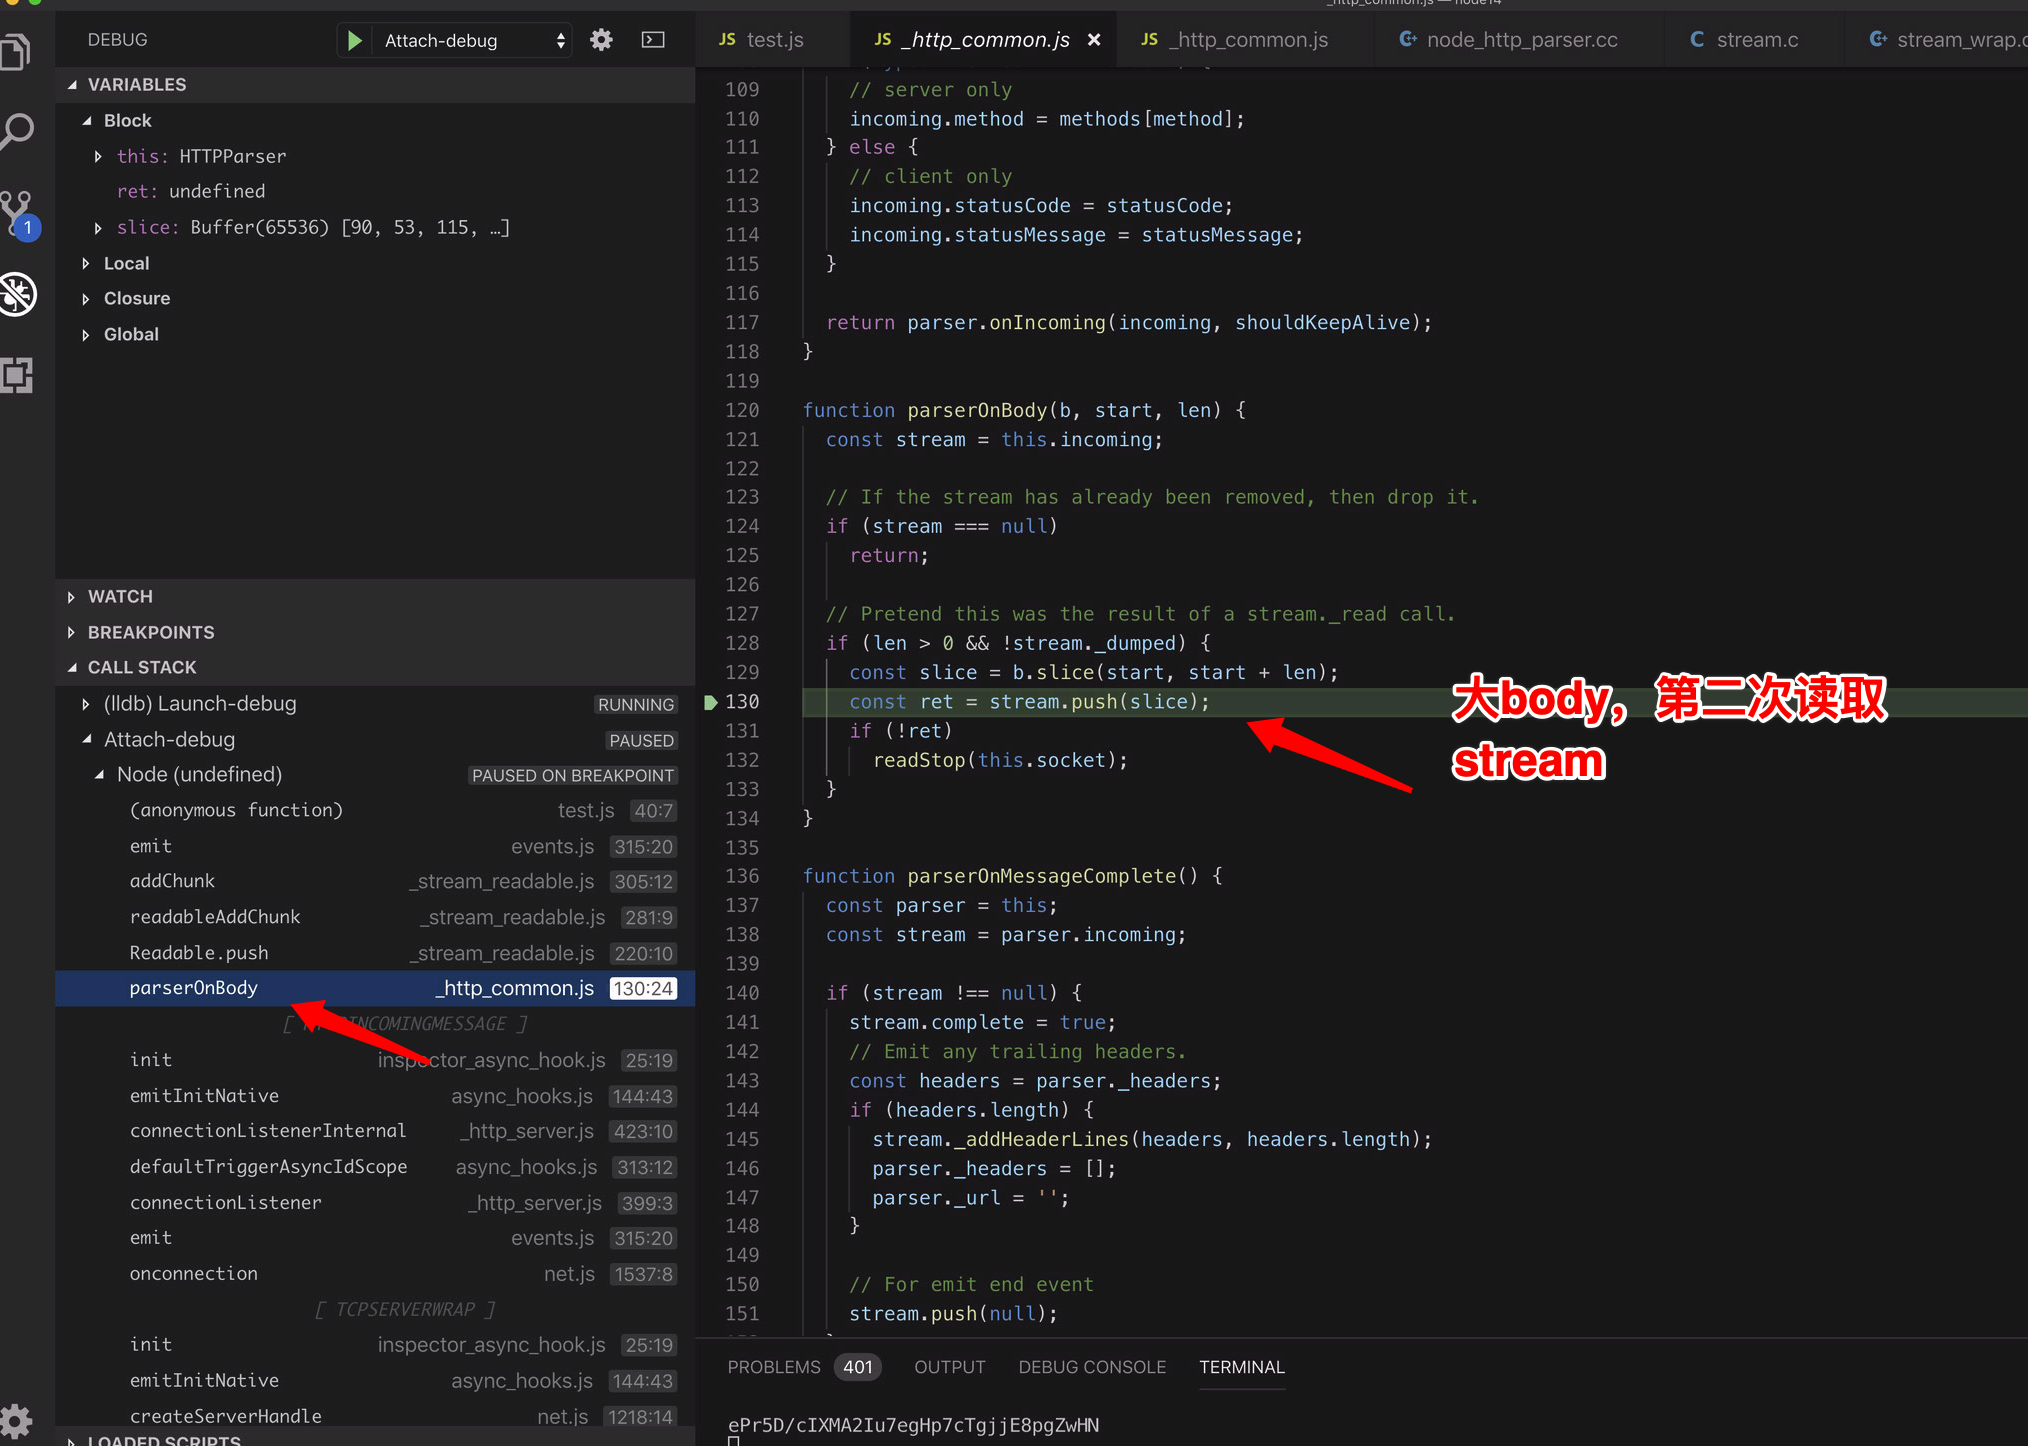 _http_common.js — node14
DEBUG
Attach-debug
JS test.js
JS _http_common.js ×
JS _http_common.js
node_http_parser.cc
C stream.c
stream_wrap.c
VARIABLES
Block
this: HTTPParser
ret: undefined
slice: Buffer(65536) [90, 53, 115, …]
Local
Closure
Global
1
WATCH
BREAKPOINTS
CALL STACK
(lldb) Launch-debug RUNNING
Attach-debug PAUSED
Node (undefined) PAUSED ON BREAKPOINT
(anonymous function) test.js 40:7
emit events.js 315:20
addChunk _stream_readable.js 305:12
readableAddChunk _stream_readable.js 281:9
Readable.push _stream_readable.js 220:10
parserOnBody _http_common.js 130:24
[ INCOMINGMESSAGE ]
init inspector_async_hook.js 25:19
emitInitNative async_hooks.js 144:43
connectionListenerInternal _http_server.js 423:10
defaultTriggerAsyncIdScope async_hooks.js 313:12
connectionListener _http_server.js 399:3
emit events.js 315:20
onconnection net.js 1537:8
[ TCPSERVERWRAP ]
init inspector_async_hook.js 25:19
emitInitNative async_hooks.js 144:43
createServerHandle net.js 1218:14
LOADED SCRIPTS
109 // server only
110 incoming.method = methods[method];
111 } else {
112 // client only
113 incoming.statusCode = statusCode;
114 incoming.statusMessage = statusMessage;
115 }
116
117 return parser.onIncoming(incoming, shouldKeepAlive);
118 }
119
120 function parserOnBody(b, start, len) {
121 const stream = this.incoming;
122
123 // If the stream has already been removed, then drop it.
124 if (stream === null)
125 return;
126
127 // Pretend this was the result of a stream._read call.
128 if (len > 0 && !stream._dumped) {
129 const slice = b.slice(start, start + len);
130 const ret = stream.push(slice);
131 if (!ret)
132 readStop(this.socket);
133 }
134 }
135
136 function parserOnMessageComplete() {
137 const parser = this;
138 const stream = parser.incoming;
139
140 if (stream !== null) {
141 stream.complete = true;
142 // Emit any trailing headers.
143 const headers = parser._headers;
144 if (headers.length) {
145 stream._addHeaderLines(headers, headers.length);
146 parser._headers = [];
147 parser._url = '';
148 }
149
150 // For emit end event
151 stream.push(null);
大body，第二次读取
stream
PROBLEMS 401 OUTPUT DEBUG CONSOLE TERMINAL
ePr5D/cIXMA2Iu7egHp7cTgjjE8pgZwHN